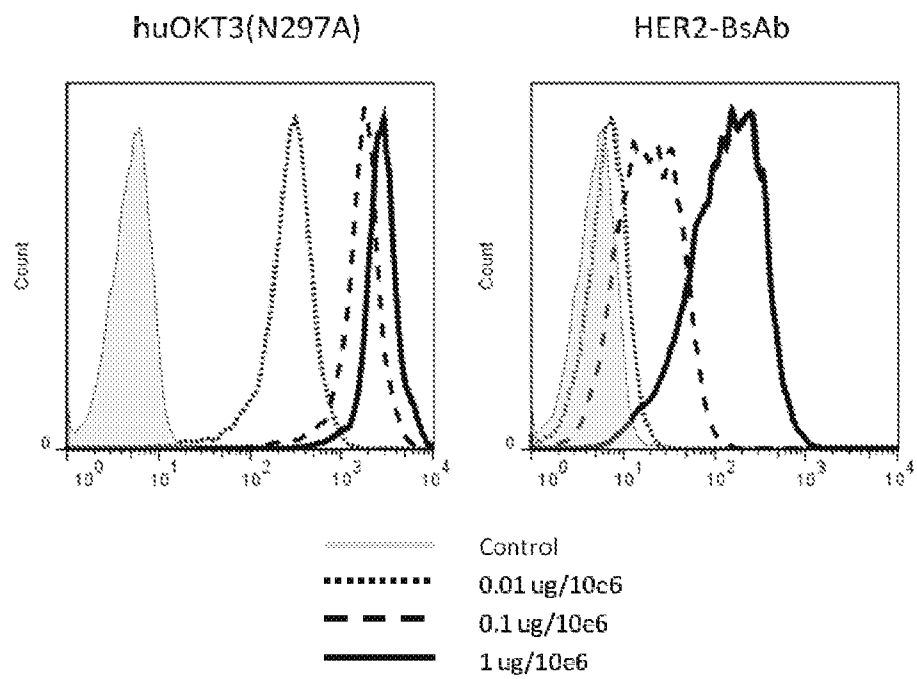 huOKT3(N297A)
HER2-BsAb
Count
0
10^0 10^1 10^2 10^3 10^4
Count
0
10^0 10^1 10^2 10^3 10^4
Control
0.01 ug/10e6
0.1 ug/10e6
1 ug/10e6